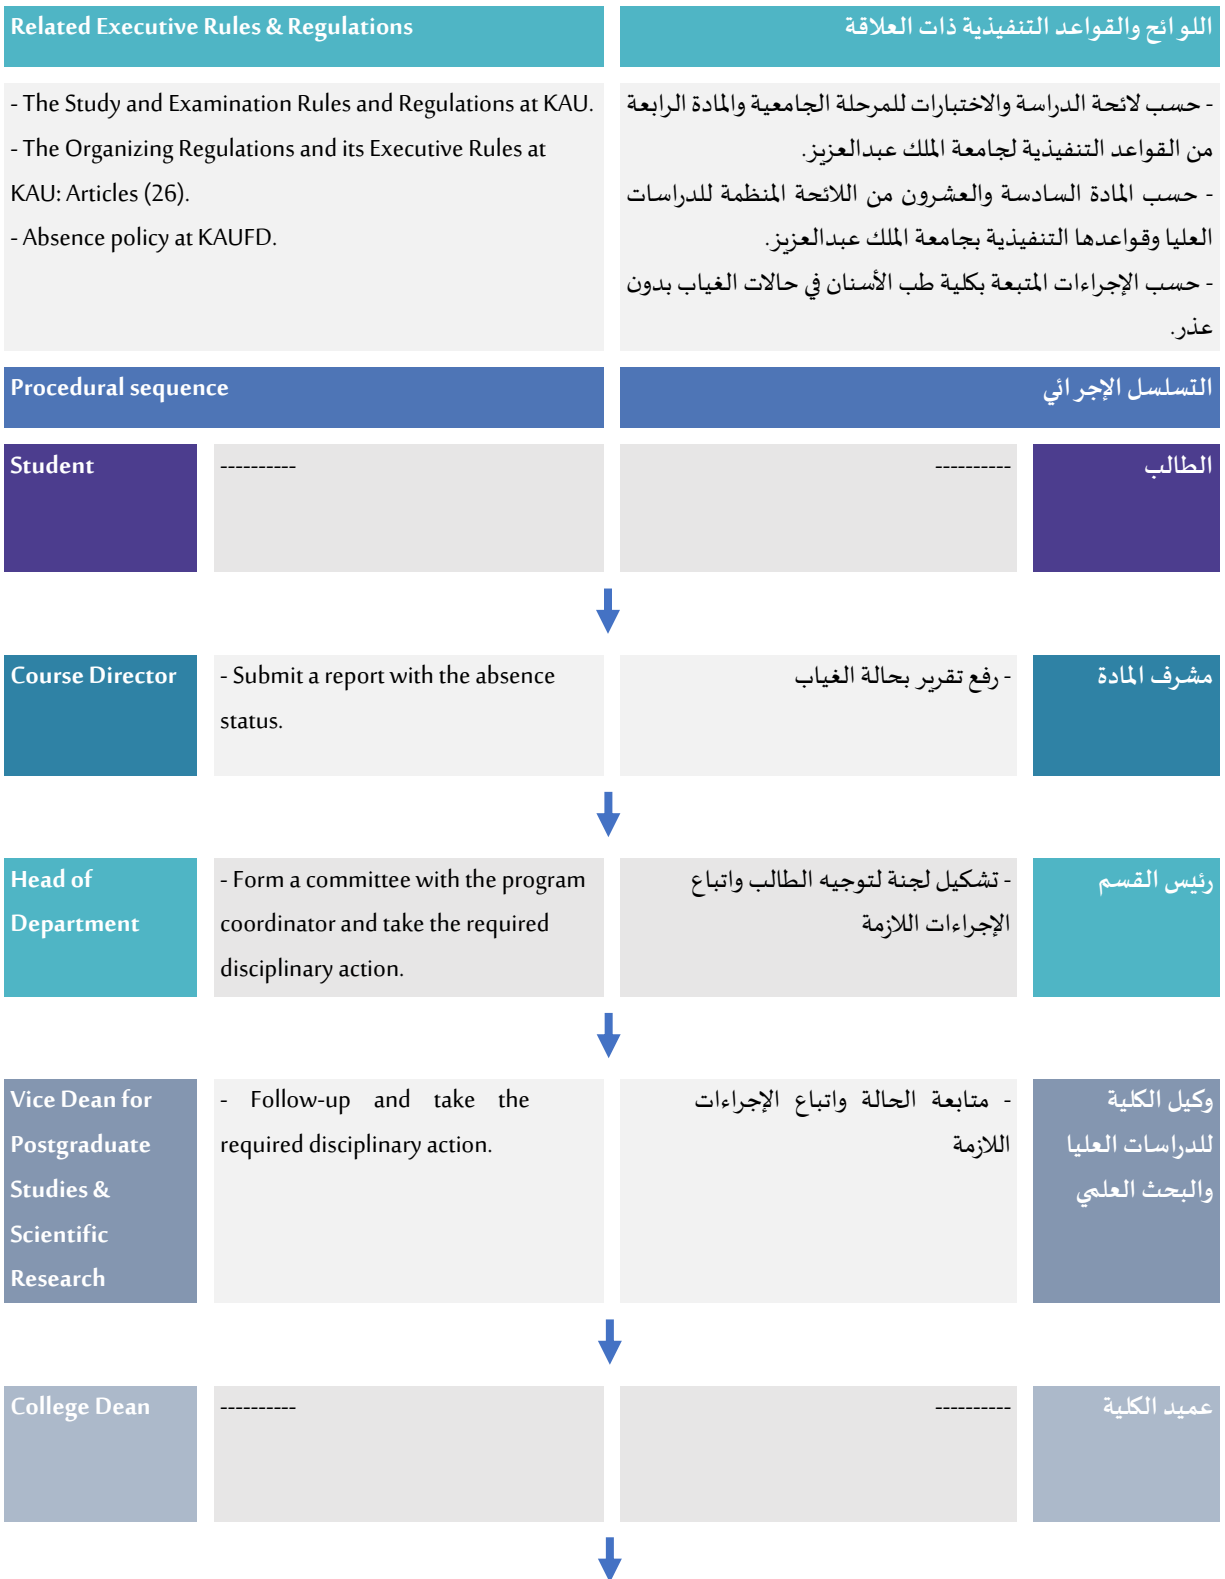 Related Executive Rules & Regulations
اللوائح والقواعد التنفيذية ذات العلاقة
- The Study and Examination Rules and Regulations at KAU.
- The Organizing Regulations and its Executive Rules at
KAU: Articles (26).
- Absence policy at KAUFD.
- حسب لائحة الدراسة والاختبارات للمرحلة الجامعية والمادة الرابعة
من القواعد التنفيذية لجامعة الملك عبدالعزيز.
- حسب المادة السادسة والعشرون من اللائحة المنظمة للدراسات
العليا وقواعدها التنفيذية بجامعة الملك عبدالعزيز.
- حسب الإجراءات المتبعة بكلية طب الأسنان في حالات الغياب بدون
عذر.
Procedural sequence
التسلسل الإجرائي
Student
----------
----------
الطالب
Course Director
- Submit a report with the absence
status.
- رفع تقرير بحالة الغياب
مشرف المادة
Head of
Department
- Form a committee with the program
coordinator and take the required
disciplinary action.
- تشكيل لجنة لتوجيه الطالب واتباع
الإجراءات اللازمة
رئيس القسم
Vice Dean for
Postgraduate
Studies &
Scientific
Research
- Follow-up and take the
required disciplinary action.
- متابعة الحالة واتباع الإجراءات
اللازمة
وكيل الكلية
للدراسات العليا
والبحث العلمي
College Dean
----------
----------
عميد الكلية